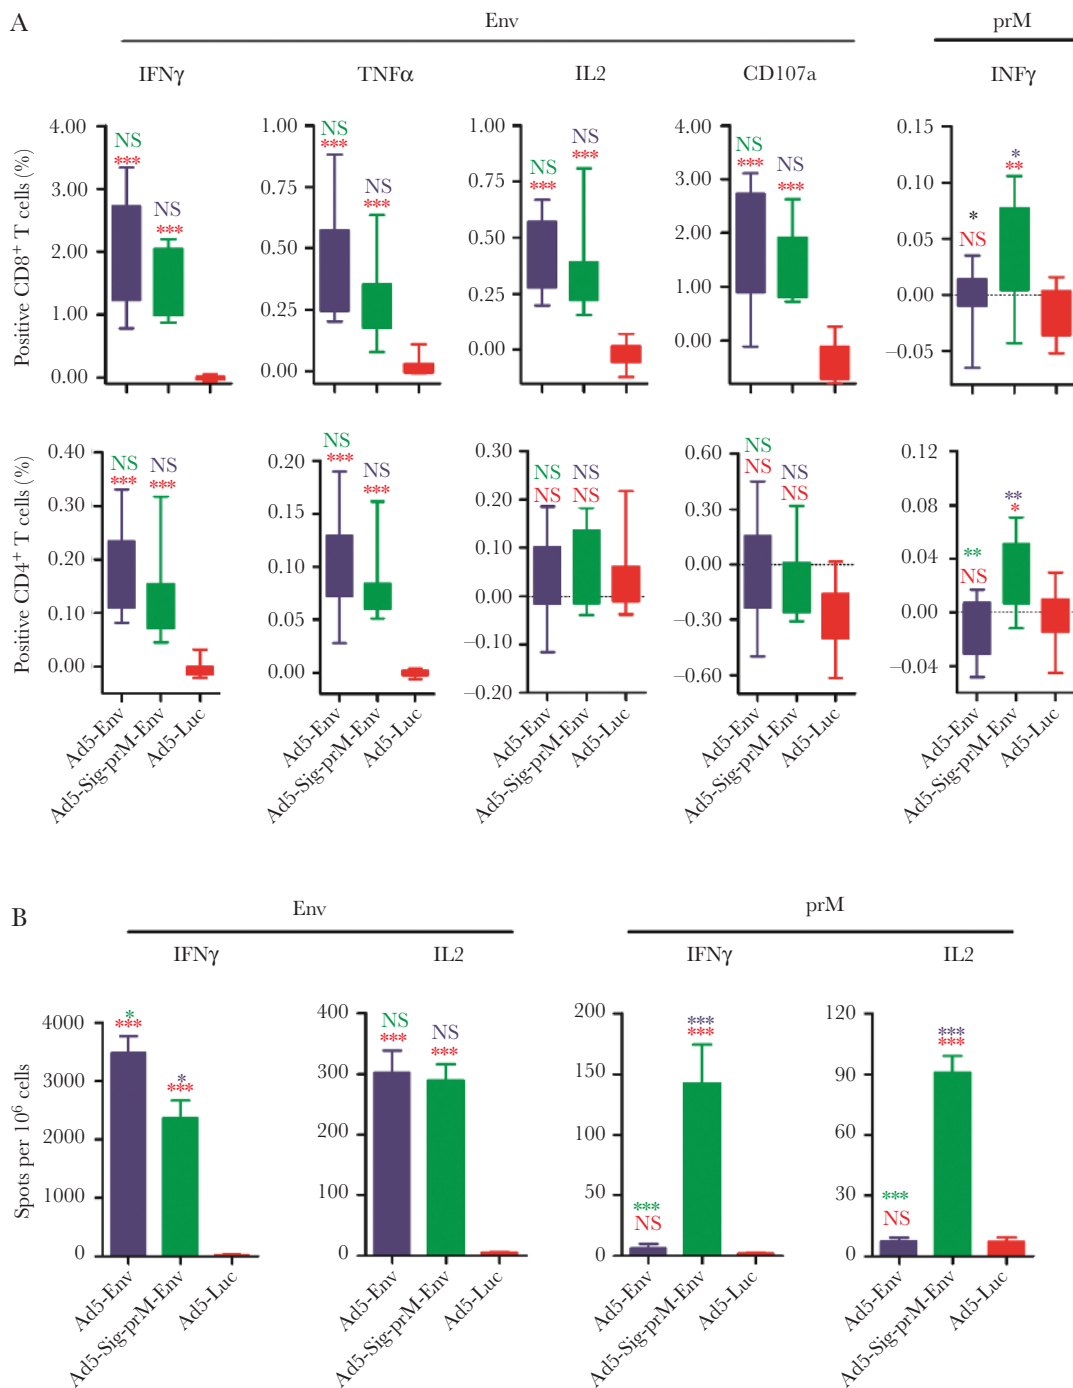 A
Env
prM
IFNγ TNFα IL2 CD107a INFγ
Positive CD8⁺ T cells (%)
4.00 3.00 2.00 1.00 0.00
NS *** NS ***
1.00 0.75 0.50 0.25 0.00
NS *** NS ***
1.00 0.75 0.50 0.25 0.00
NS *** NS ***
4.00 3.00 2.00 1.00 0.00
NS *** NS ***
0.15 0.10 0.05 0.00 –0.05
* NS * **
Positive CD4⁺ T cells (%)
0.40 0.30 0.20 0.10 0.00
NS *** NS ***
0.20 0.15 0.10 0.05 0.00
NS *** NS ***
0.30 0.20 0.10 0.00 –0.10 –0.20
NS NS NS NS
0.60 0.30 0.00 –0.30 –0.60
NS NS NS NS
0.12 0.08 0.04 0.00 –0.04
** NS ** *
Ad5-Env Ad5-Sig-prM-Env Ad5-Luc
Ad5-Env Ad5-Sig-prM-Env Ad5-Luc
Ad5-Env Ad5-Sig-prM-Env Ad5-Luc
Ad5-Env Ad5-Sig-prM-Env Ad5-Luc
Ad5-Env Ad5-Sig-prM-Env Ad5-Luc
B
Env
prM
IFNγ IL2 IFNγ IL2
Spots per 10⁶ cells
4000 3000 2000 1000 0
* *** * ***
400 300 200 100 0
NS *** NS ***
200 150 100 50 0
*** NS *** ***
120 90 60 30 0
*** NS *** ***
Ad5-Env Ad5-Sig-prM-Env Ad5-Luc
Ad5-Env Ad5-Sig-prM-Env Ad5-Luc
Ad5-Env Ad5-Sig-prM-Env Ad5-Luc
Ad5-Env Ad5-Sig-prM-Env Ad5-Luc